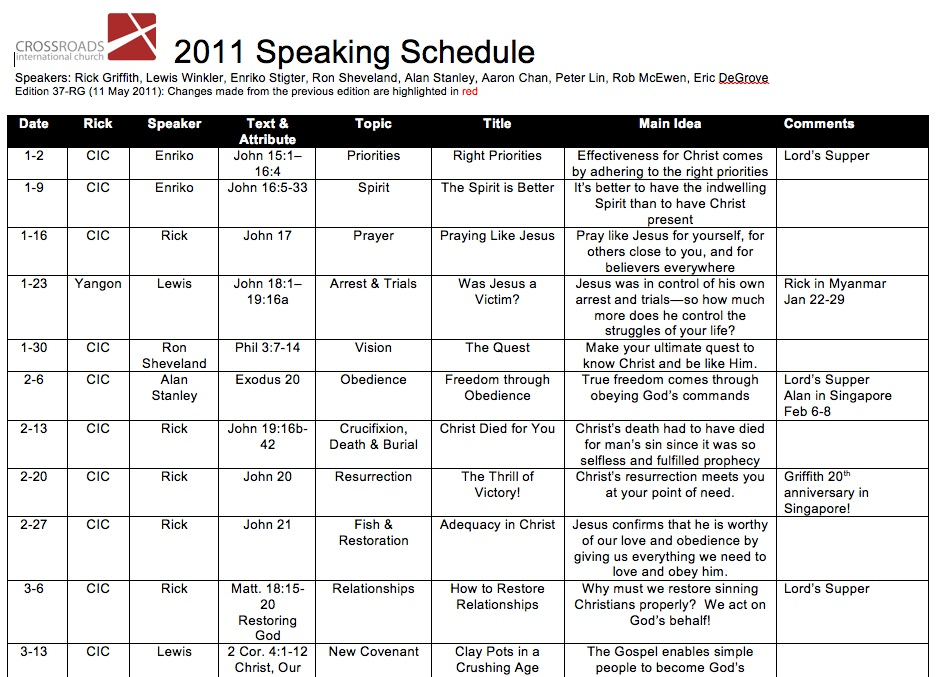 CROSSROADS
international church
2011 Speaking Schedule
Speakers: Rick Griffith, Lewis Winkler, Enriko Stigter, Ron Sheveland, Alan Stanley, Aaron Chan, Peter Lin, Rob McEwen, Eric DeGrove
Edition 37-RG (11 May 2011): Changes made from the previous edition are highlighted in red
Date Rick Speaker Text & Topic Title Main Idea Comments
Attribute
1-2 CIC Enriko John 15:1– Priorities Right Priorities Effectiveness for Christ comes Lord's Supper
16:4 by adhering to the right priorities
1-9 CIC Enriko John 16:5-33 Spirit The Spirit is Better It's better to have the indwelling
Spirit than to have Christ
present
1-16 CIC Rick John 17 Prayer Praying Like Jesus Pray like Jesus for yourself, for
others close to you, and for
believers everywhere
1-23 Yangon Lewis John 18:1– Arrest & Trials Was Jesus a Jesus was in control of his own Rick in Myanmar
19:16a Victim? arrest and trials—so how much Jan 22-29
more does he control the
struggles of your life?
1-30 CIC Ron Phil 3:7-14 Vision The Quest Make your ultimate quest to
Sheveland know Christ and be like Him.
2-6 CIC Alan Exodus 20 Obedience Freedom through True freedom comes through Lord's Supper
Stanley Obedience obeying God's commands Alan in Singapore
Feb 6-8
2-13 CIC Rick John 19:16b- Crucifixion, Christ Died for You Christ's death had to have died
42 Death & Burial for man's sin since it was so
selfless and fulfilled prophecy
2-20 CIC Rick John 20 Resurrection The Thrill of Christ's resurrection meets you Griffith 20th
Victory! at your point of need. anniversary in
Singapore!
2-27 CIC Rick John 21 Fish & Adequacy in Christ Jesus confirms that he is worthy
Restoration of our love and obedience by
giving us everything we need to
love and obey him.
3-6 CIC Rick Matt. 18:15- Relationships How to Restore Why must we restore sinning Lord's Supper
20 Relationships Christians properly? We act on
Restoring God's behalf!
God
3-13 CIC Lewis 2 Cor. 4:1-12 New Covenant Clay Pots in a The Gospel enables simple
Christ, Our Crushing Age people to become God's